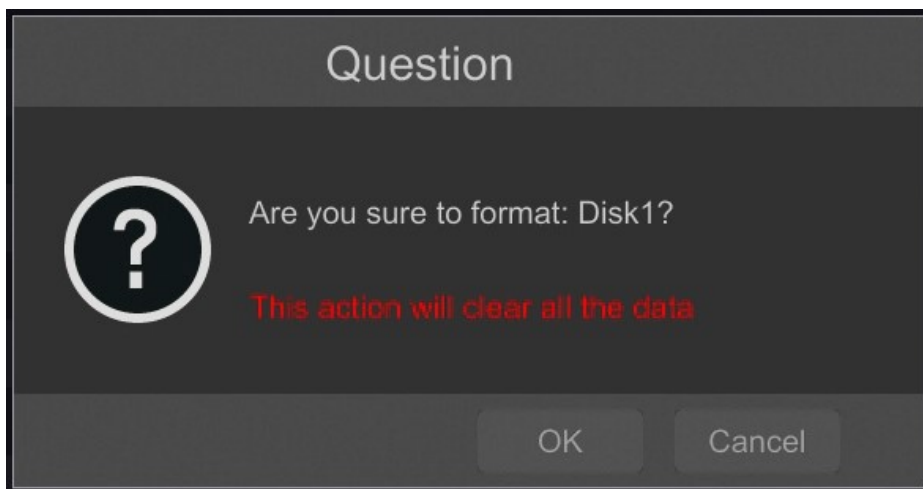 Question
?
Are you sure to format: Disk1?
This action will clear all the data
OK
Cancel